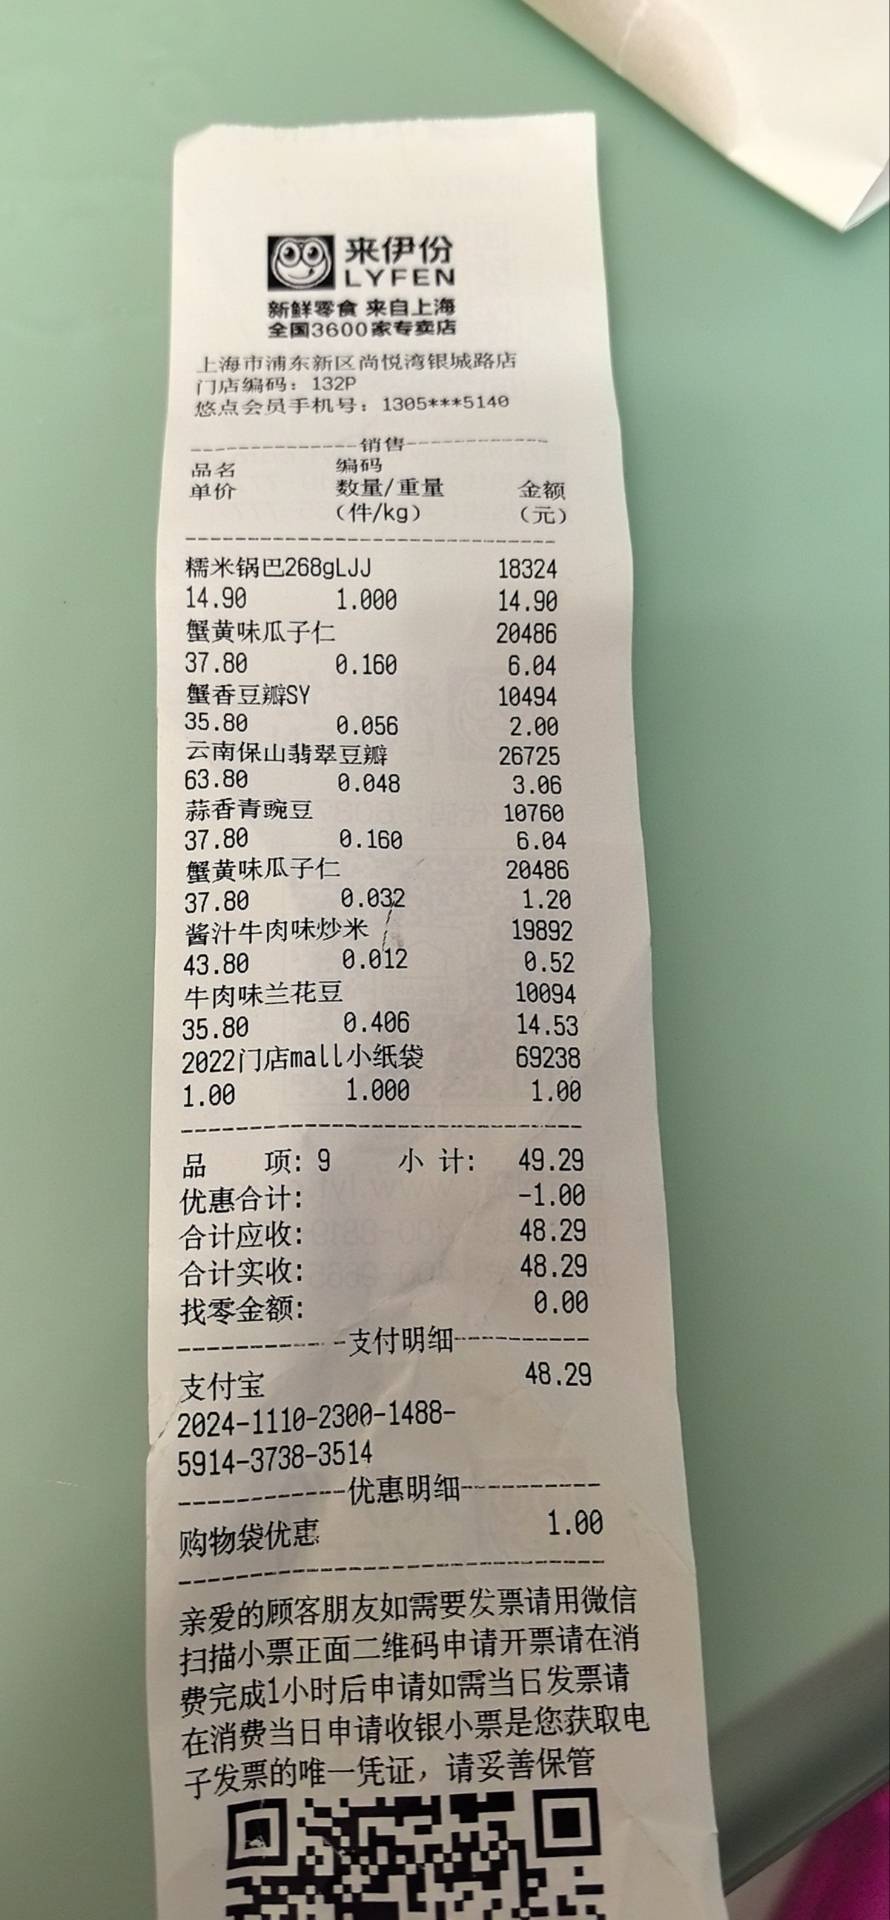 来伊份
LYFEN
新鲜零食 来自上海
全国3600家专卖店
上海市浦东新区尚悦湾银城路店
门店编码：132P
悠点会员手机号：1305***5140
---------------销售---------------
品名 编码
单价 数量/重量 金额
（件/kg） （元）
糯米锅巴268gLJJ 18324
14.90 1.000 14.90
蟹黄味瓜子仁 20486
37.80 0.160 6.04
蟹香豆瓣SY 10494
35.80 0.056 2.00
云南保山翡翠豆瓣 26725
63.80 0.048 3.06
蒜香青豌豆 10760
37.80 0.160 6.04
蟹黄味瓜子仁 20486
37.80 0.032 1.20
酱汁牛肉味炒米 19892
43.80 0.012 0.52
牛肉味兰花豆 10094
35.80 0.406 14.53
2022门店mall小纸袋 69238
1.00 1.000 1.00
品 项: 9 小 计: 49.29
优惠合计: -1.00
合计应收: 48.29
合计实收: 48.29
找零金额: 0.00
------------支付明细------------
支付宝 48.29
2024-1110-2300-1488-
5914-3738-3514
------------优惠明细------------
购物袋优惠 1.00
亲爱的顾客朋友如需要发票请用微信
扫描小票正面二维码申请开票请在消
费完成1小时后申请如需当日发票请
在消费当日申请收银小票是您获取电
子发票的唯一凭证，请妥善保管